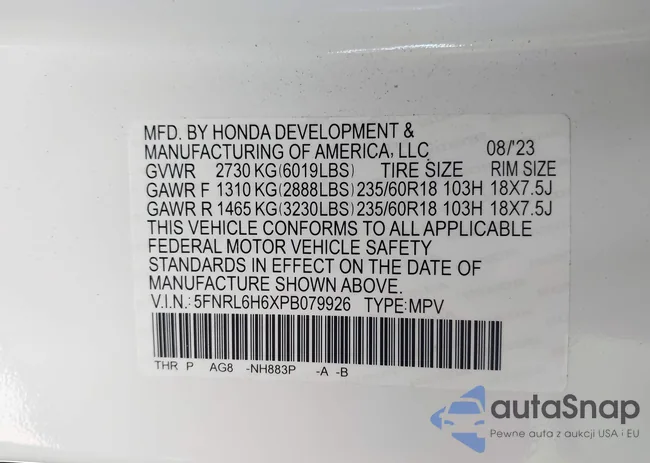 MFD. BY HONDA DEVELOPMENT &
MANUFACTURING OF AMERICA, LLC 08/'23
GVWR 2730 KG(6019LBS) TIRE SIZE RIM SIZE
GAWR F 1310 KG(2888LBS) 235/60R18 103H 18X7.5J
GAWR R 1465 KG(3230LBS) 235/60R18 103H 18X7.5J
THIS VEHICLE CONFORMS TO ALL APPLICABLE
FEDERAL MOTOR VEHICLE SAFETY
STANDARDS IN EFFECT ON THE DATE OF
MANUFACTURE SHOWN ABOVE.
V.I.N.: 5FNRL6H6XPB079926 TYPE:MPV
THR P AG8 -NH883P -A -B
autaSnap
Pewne auta z aukcji USA i EU